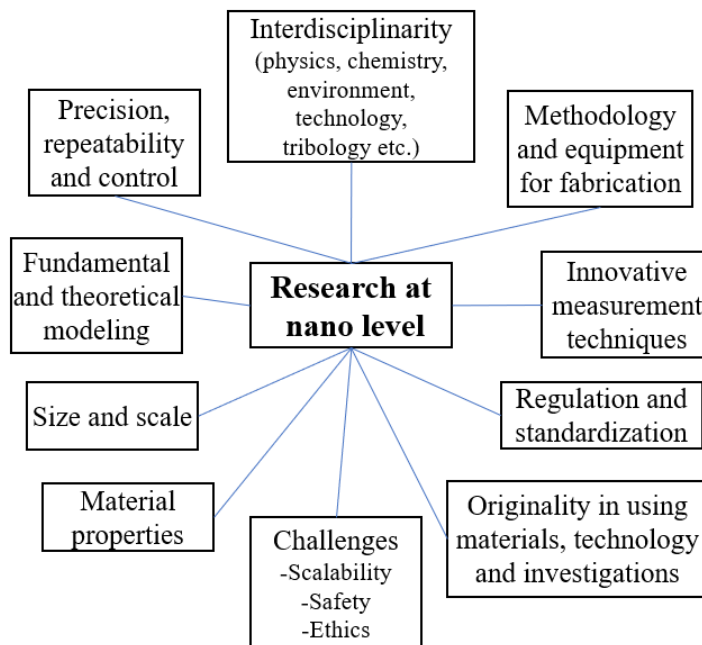 Interdisciplinarity
(physics, chemistry,
environment,
technology,
tribology etc.)
Precision,
repeatability
and control
Methodology
and equipment
for fabrication
Fundamental
and theoretical
modeling
Research at
nano level
Innovative
measurement
techniques
Size and scale
Regulation and
standardization
Material
properties
Challenges
-Scalability
-Safety
-Ethics
Originality in using
materials, technology
and investigations